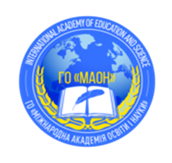 INTERNATIONAL ACADEMY OF EDUCATION AND SCIENCE
ГО «МАОН»
ГО «МІЖНАРОДНА АКАДЕМІЯ ОСВІТИ І НАУКИ»